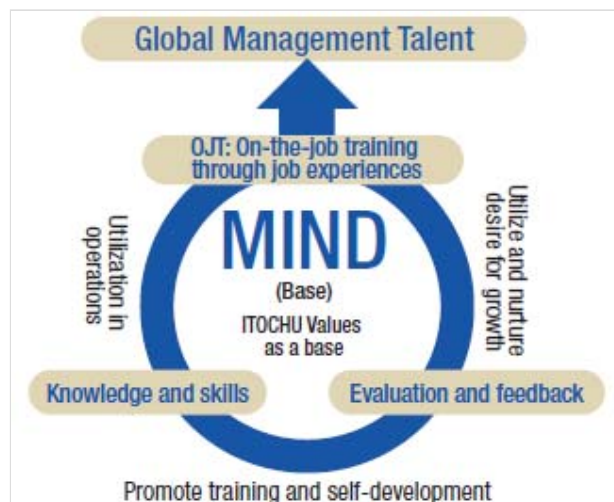 Global Management Talent
OJT: On-the-job training
through job experiences
Utilization in
operations
MIND
(Base)
ITOCHU Values
as a base
Utilize and nurture
desire for growth
Knowledge and skills
Evaluation and feedback
Promote training and self-development